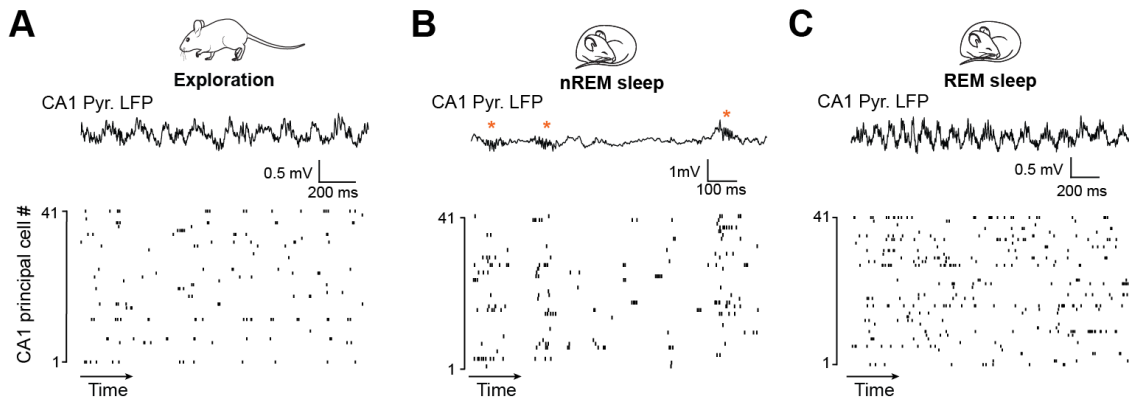 A
Exploration
CA1 Pyr. LFP
0.5 mV
200 ms
CA1 principal cell #
41
1
Time
B
nREM sleep
CA1 Pyr. LFP
*
*
*
1mV
100 ms
41
1
Time
C
REM sleep
CA1 Pyr. LFP
0.5 mV
200 ms
41
1
Time